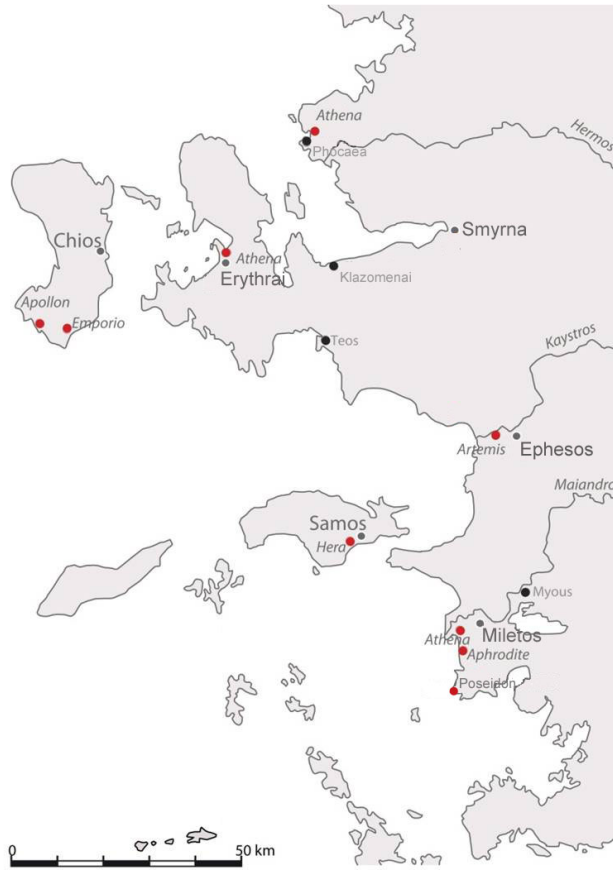 Athena
Phocaea
Hermos
Smyrna
Chios
Athena
Erythrai
Klazomenai
Apollon
Emporio
Teos
Kaystros
Artemis
Ephesos
Maiandro
Samos
Hera
Myous
Miletos
Athena
Aphrodite
Poseidon
0
50 km